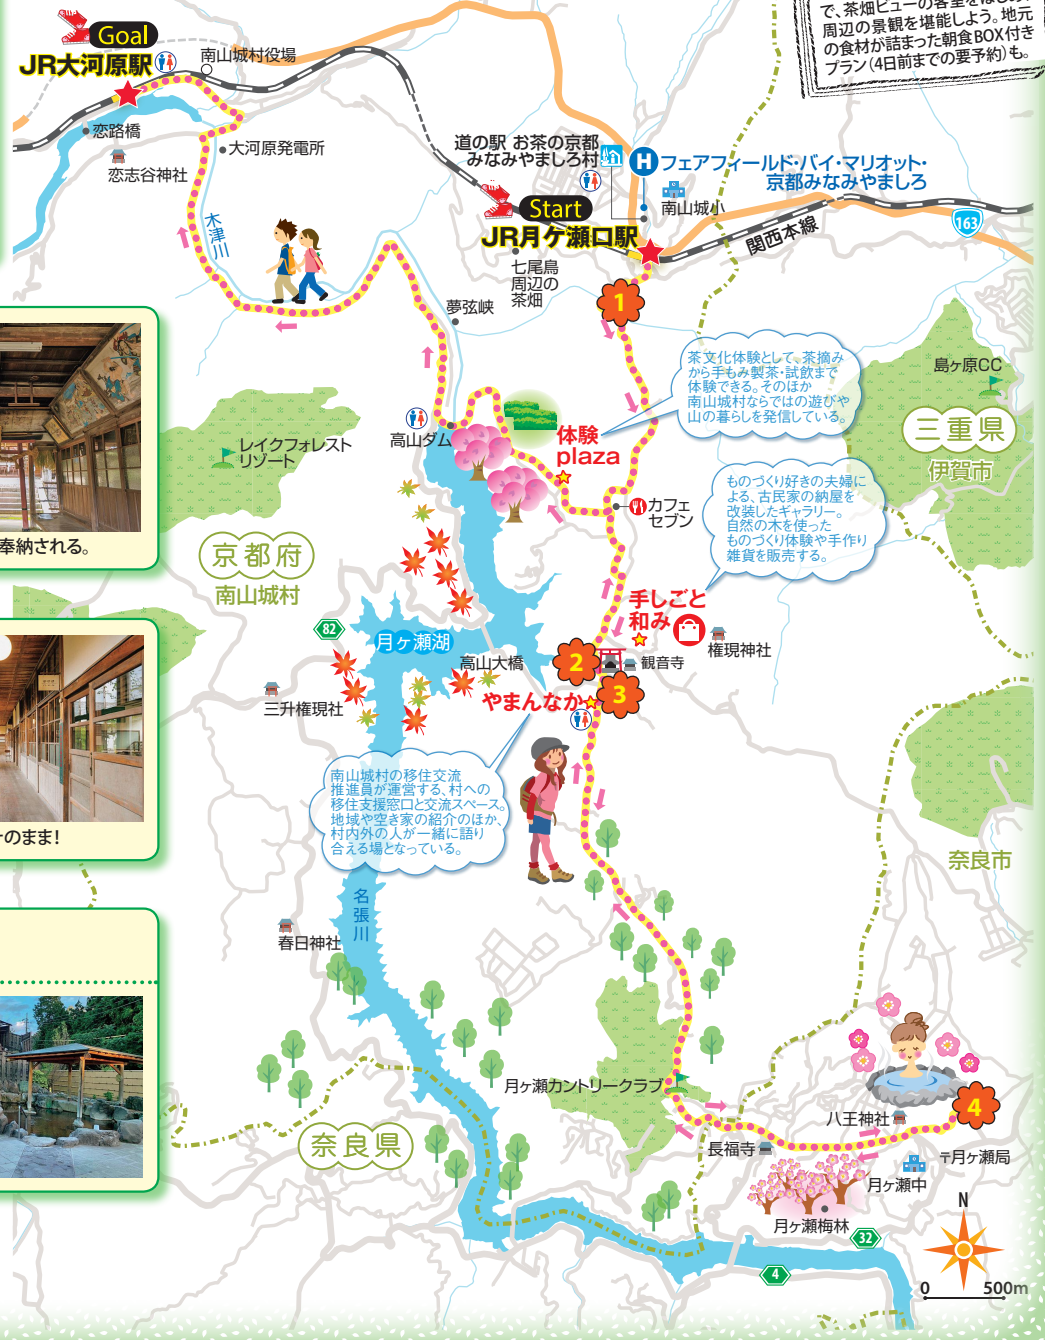 で、茶畑ビューの客室をはじめ、
周辺の景観を堪能しよう。地元
の食材が詰まった朝食BOX付き
プラン（4日前までの要予約）も。
Goal
JR大河原駅
南山城村役場
恋路橋
恋志谷神社
大河原発電所
木津川
道の駅 お茶の京都
みなみやましろ村
H
フェアフィールド・バイ・マリオット・
京都みなみやましろ
南山城小
Start
JR月ケ瀬口駅
関西本線
163
七尾鳥
周辺の
茶畑
1
夢弦峡
茶文化体験として、茶摘み
から手もみ製茶・試飲まで
体験できる。そのほか
南山城村ならではの遊びや
山の暮らしを発信している。
島ヶ原CC
三重県
伊賀市
高山ダム
体験
plaza
レイクフォレスト
リゾート
カフェ
セブン
ものづくり好きの夫婦に
よる、古民家の納屋を
改装したギャラリー。
自然の木を使った
ものづくり体験や手作り
雑貨を販売する。
奉納される。
京都府
南山城村
82
月ヶ瀬湖
手しごと
和み
権現神社
高山大橋
2
観音寺
3
やまんなか
三升権現社
南山城村の移住交流
推進員が運営する、村への
移住支援窓口と交流スペース。
地域や空き家の紹介のほか、
村内外の人が一緒に語り
合える場となっている。
そのまま!
奈良市
名張川
春日神社
月ヶ瀬カントリークラブ
奈良県
八王神社
4
長福寺
〒月ヶ瀬局
月ヶ瀬中
月ヶ瀬梅林
32
4
N
0 500m